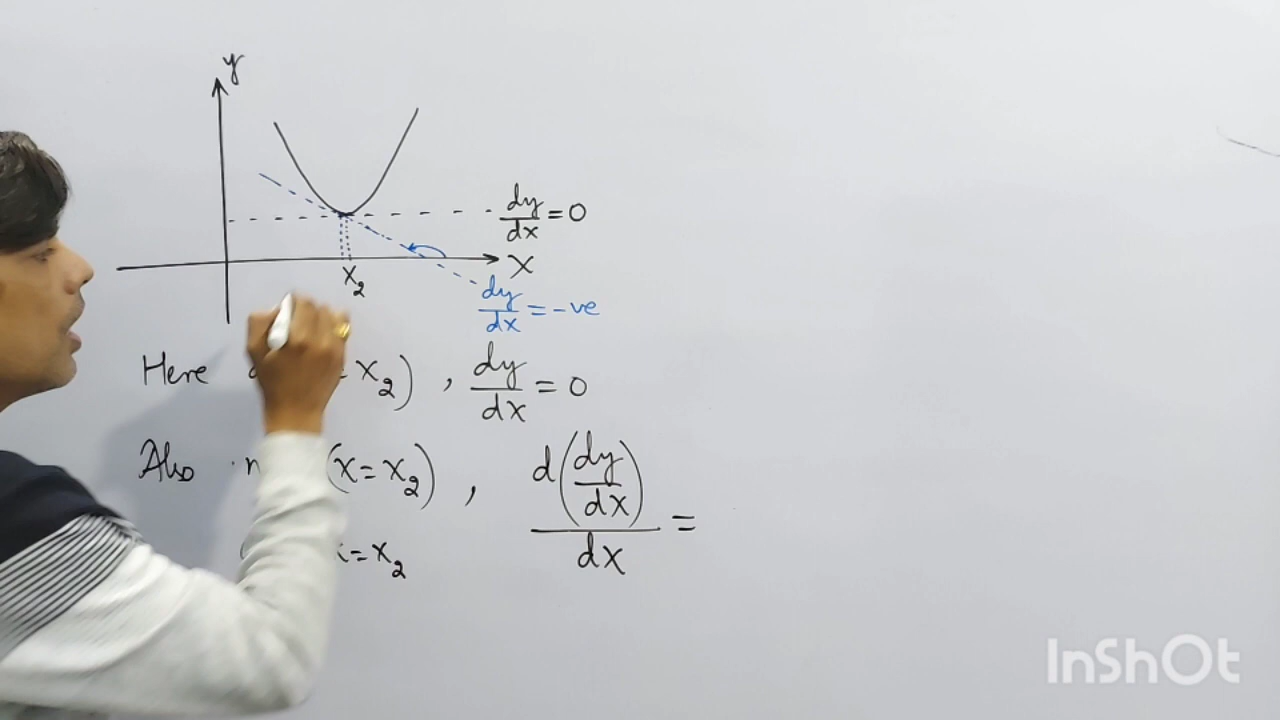 y
dy/dx = 0
X
x₂
dy/dx = -ve
Here = x₂) , dy/dx = 0
Also (x = x₂) , d(dy/dx)/dx =
= x₂
InShOt